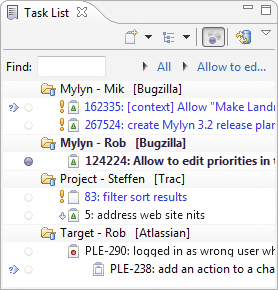 Task List
Find: All Allow to ed...
Mylyn - Mik [Bugzilla]
162335: [context] Allow "Make Landm
267524: create Mylyn 3.2 release plan
Mylyn - Rob [Bugzilla]
124224: Allow to edit priorities in t
Project - Steffen [Trac]
83: filter sort results
5: address web site nits
Target - Rob [Atlassian]
PLE-290: logged in as wrong user wh
PLE-238: add an action to a cha